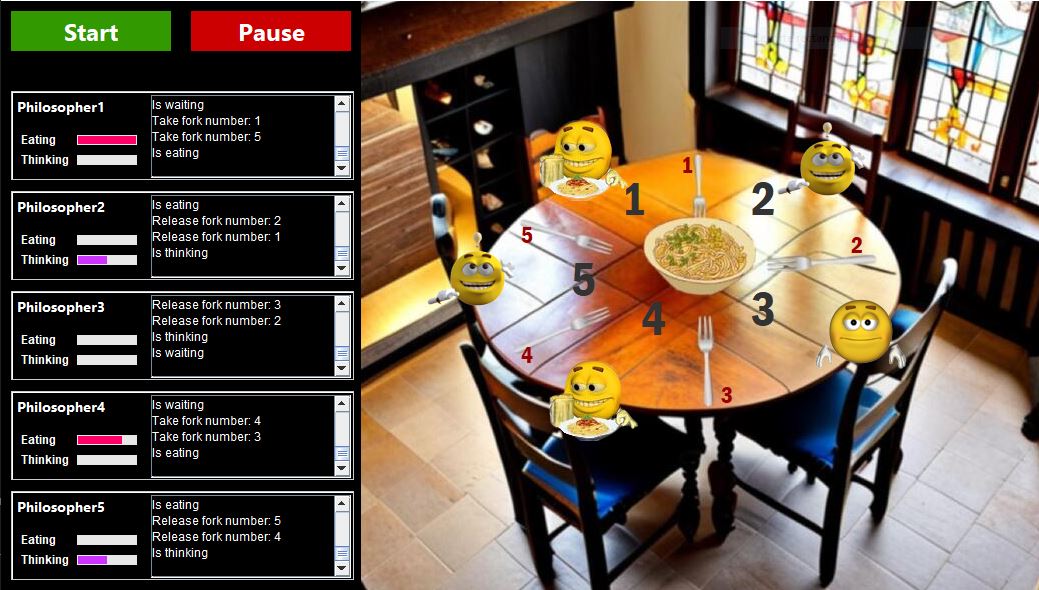 Start
Pause
Philosopher1
Eating
Thinking
Is waiting
Take fork number: 1
Take fork number: 5
Is eating
Philosopher2
Eating
Thinking
Is eating
Release fork number: 2
Release fork number: 1
Is thinking
Philosopher3
Eating
Thinking
Release fork number: 3
Release fork number: 2
Is thinking
Is waiting
Philosopher4
Eating
Thinking
Is waiting
Take fork number: 4
Take fork number: 3
Is eating
Philosopher5
Eating
Thinking
Is eating
Release fork number: 5
Release fork number: 4
Is thinking
1
1
2
5
2
5
3
4
4
3